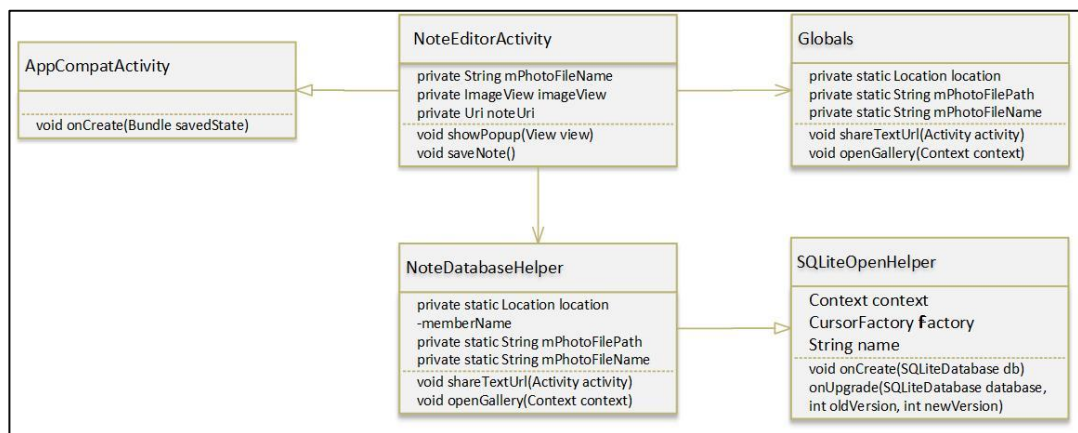 AppCompatActivity
void onCreate(Bundle savedState)
NoteEditorActivity
private String mPhotoFileName
private ImageView imageView
private Uri noteUri
void showPopup(View view)
void saveNote()
Globals
private static Location location
private static String mPhotoFilePath
private static String mPhotoFileName
void shareTextUrl(Activity activity)
void openGallery(Context context)
NoteDatabaseHelper
private static Location location
-memberName
private static String mPhotoFilePath
private static String mPhotoFileName
void shareTextUrl(Activity activity)
void openGallery(Context context)
SQLiteOpenHelper
Context context
CursorFactory factory
String name
void onCreate(SQLiteDatabase db)
onUpgrade(SQLiteDatabase database,
int oldVersion, int newVersion)